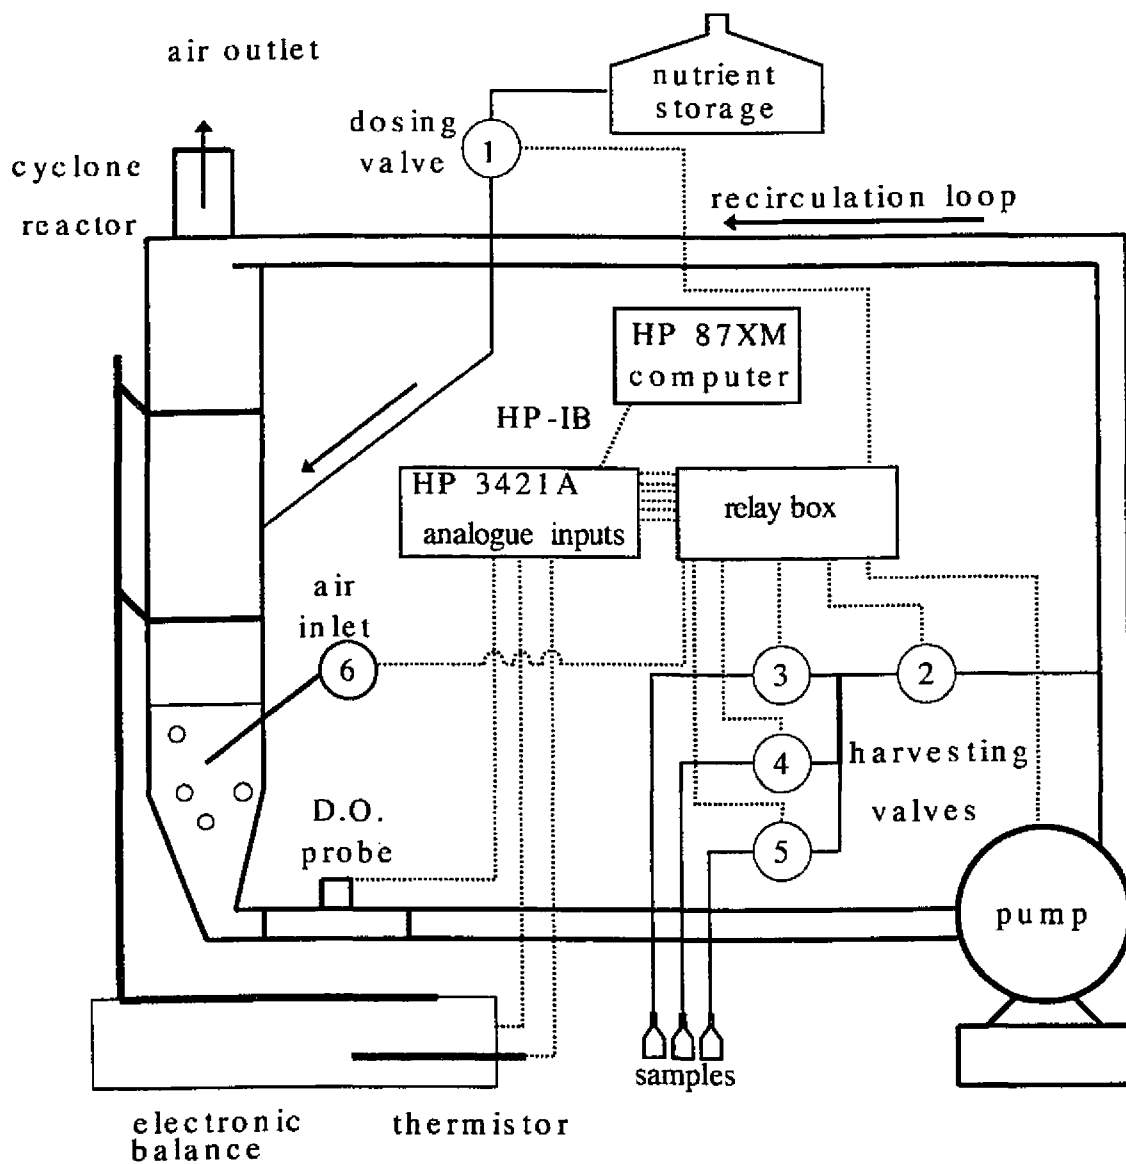 air outlet
nutrient
storage
dosing
valve
1
cyclone
reactor
recirculation loop
HP 87XM
computer
HP-IB
HP 3421A
analogue inputs
relay box
air
inlet
6
3
2
4
harvesting
valves
5
D.O.
probe
pump
samples
electronic
balance
thermistor